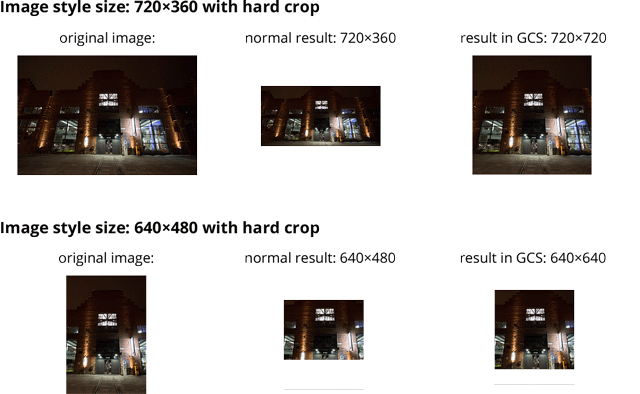 Image style size: 720×360 with hard crop
original image: normal result: 720×360 result in GCS: 720×720
Image style size: 640×480 with hard crop
original image: normal result: 640×480 result in GCS: 640×640